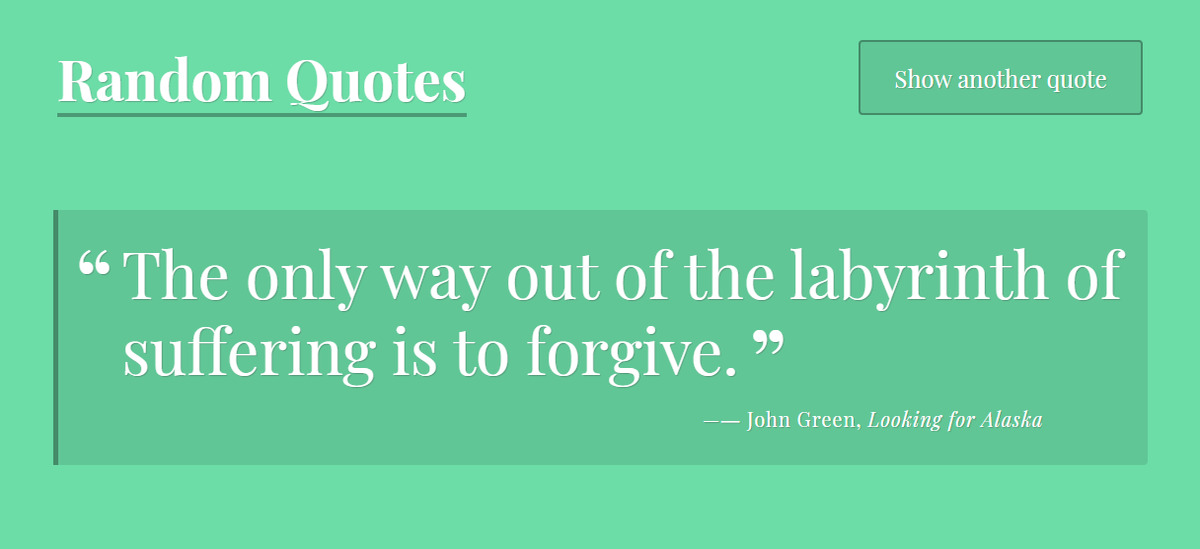 Random Quotes
Show another quote
“ The only way out of the labyrinth of
suffering is to forgive. ”
—— John Green, Looking for Alaska